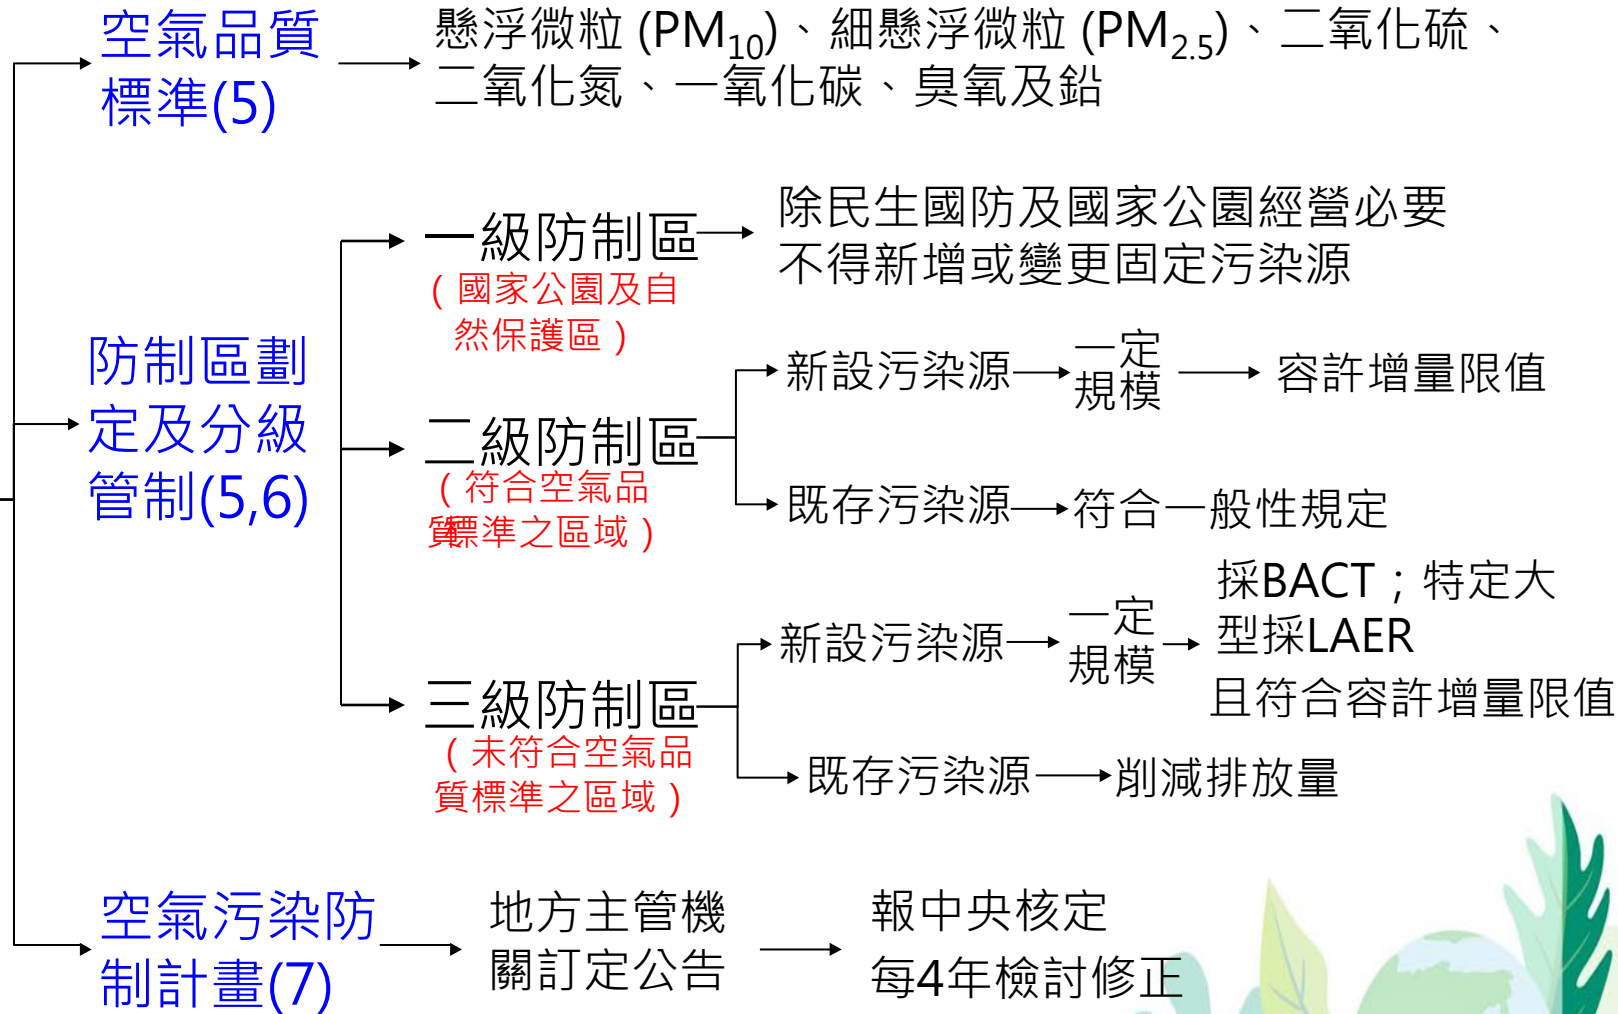 空氣品質
標準(5)
懸浮微粒 (PM10)、細懸浮微粒 (PM2.5)、二氧化硫、
二氧化氮、一氧化碳、臭氧及鉛
防制區劃
定及分級
管制(5,6)
一級防制區
(國家公園及自
然保護區)
除民生國防及國家公園經營必要
不得新增或變更固定污染源
二級防制區
(符合空氣品
質標準之區域)
新設污染源
一定
規模
容許增量限值
既存污染源
符合一般性規定
三級防制區
(未符合空氣品
質標準之區域)
新設污染源
一定
規模
採BACT；特定大
型採LAER
且符合容許增量限值
既存污染源
削減排放量
空氣污染防
制計畫(7)
地方主管機
關訂定公告
報中央核定
每4年檢討修正